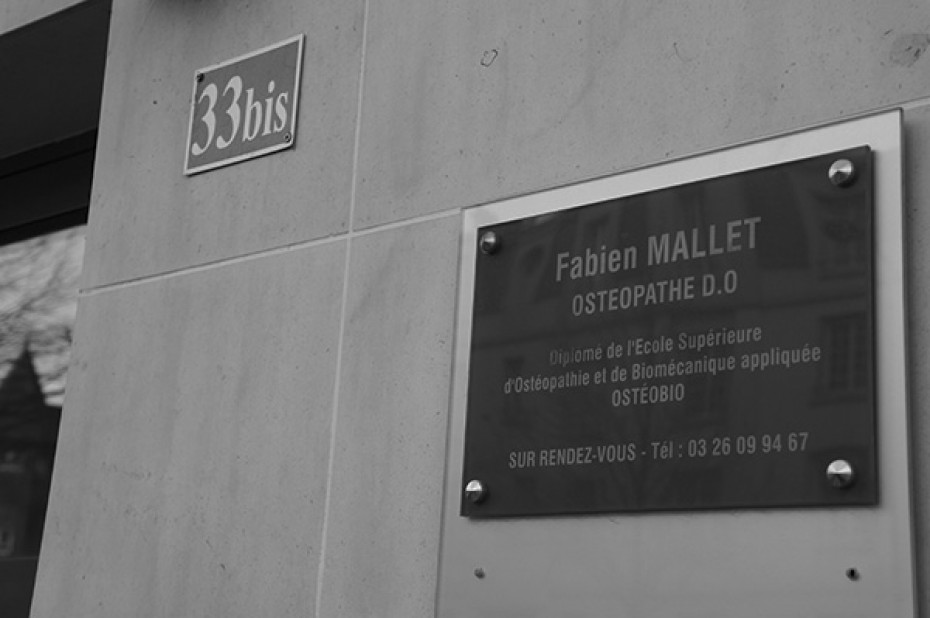 33bis
Fabien MALLET
OSTEOPATHE D.O
Diplomé de l'Ecole Supérieure
d'Ostéopathie et de Biomécanique appliquée
OSTÉOBIO
SUR RENDEZ-VOUS - Tél : 03 26 09 94 67